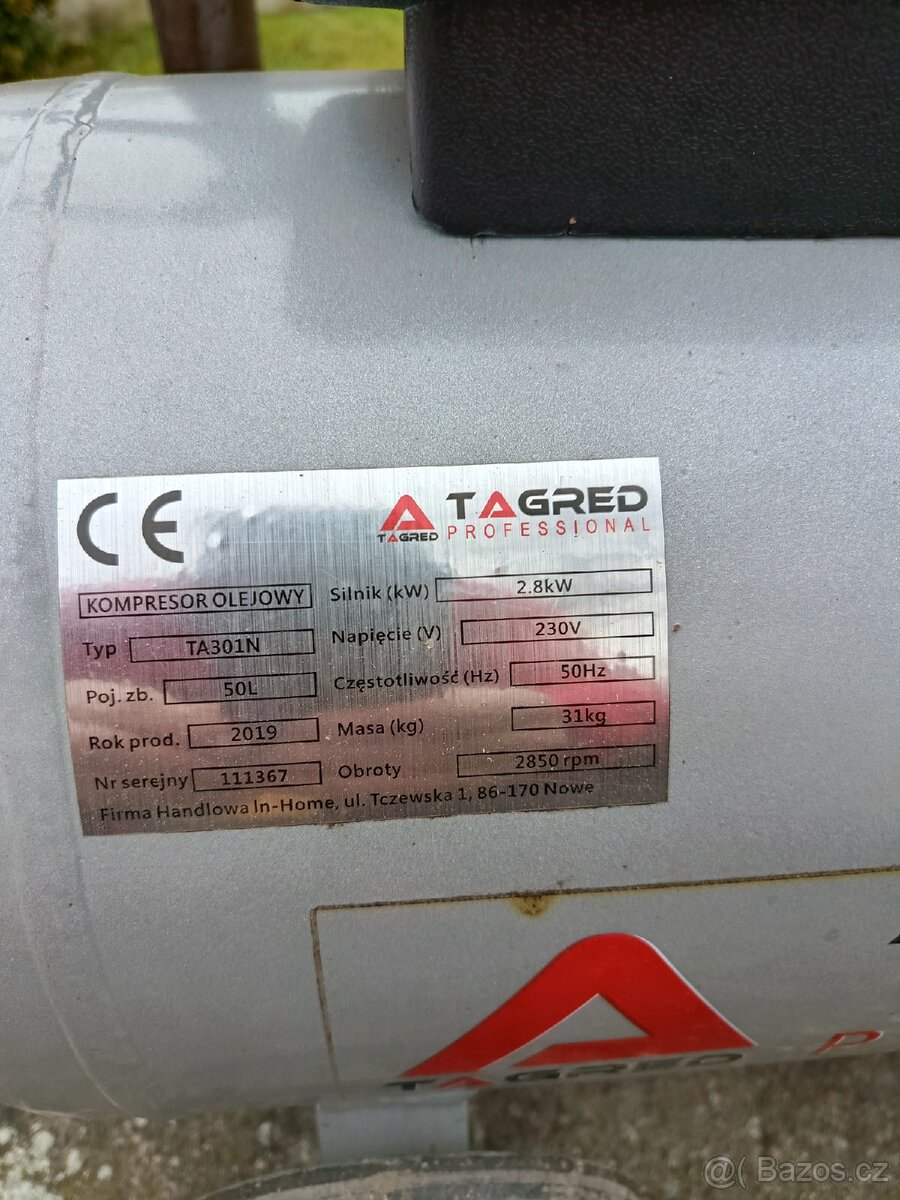 CE
TAGRED
TAGRED PROFESSIONAL
KOMPRESOR OLEJOWY
Typ TA301N
Poj. zb. 50L
Rok prod. 2019
Nr serejny 111367
Silnik (kW) 2.8kW
Napięcie (V) 230V
Częstotliwość (Hz) 50Hz
Masa (kg) 31kg
Obroty 2850 rpm
Firma Handlowa In-Home, ul. Tczewska 1, 86-170 Nowe
TAGRED
P
@( Bazos.cz